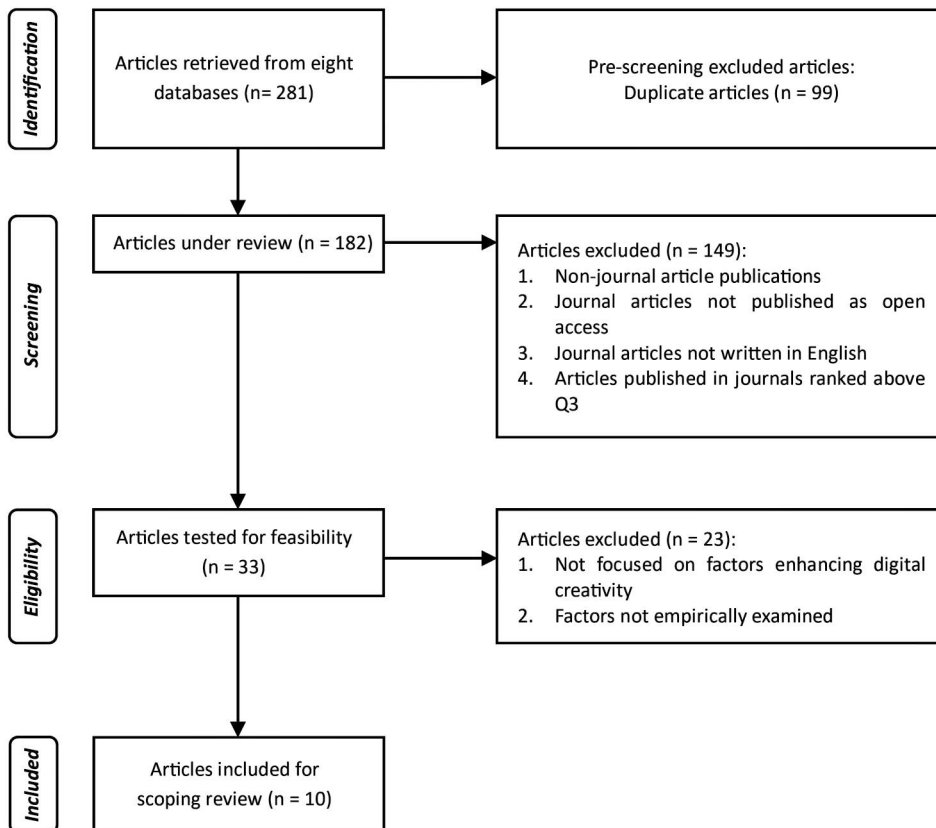 Identification
Articles retrieved from eight
databases (n= 281)
Pre-screening excluded articles:
Duplicate articles (n = 99)
Screening
Articles under review (n = 182)
Articles excluded (n = 149):
1. Non-journal article publications
2. Journal articles not published as open
access
3. Journal articles not written in English
4. Articles published in journals ranked above
Q3
Eligibility
Articles tested for feasibility
(n = 33)
Articles excluded (n = 23):
1. Not focused on factors enhancing digital
creativity
2. Factors not empirically examined
Included
Articles included for
scoping review (n = 10)